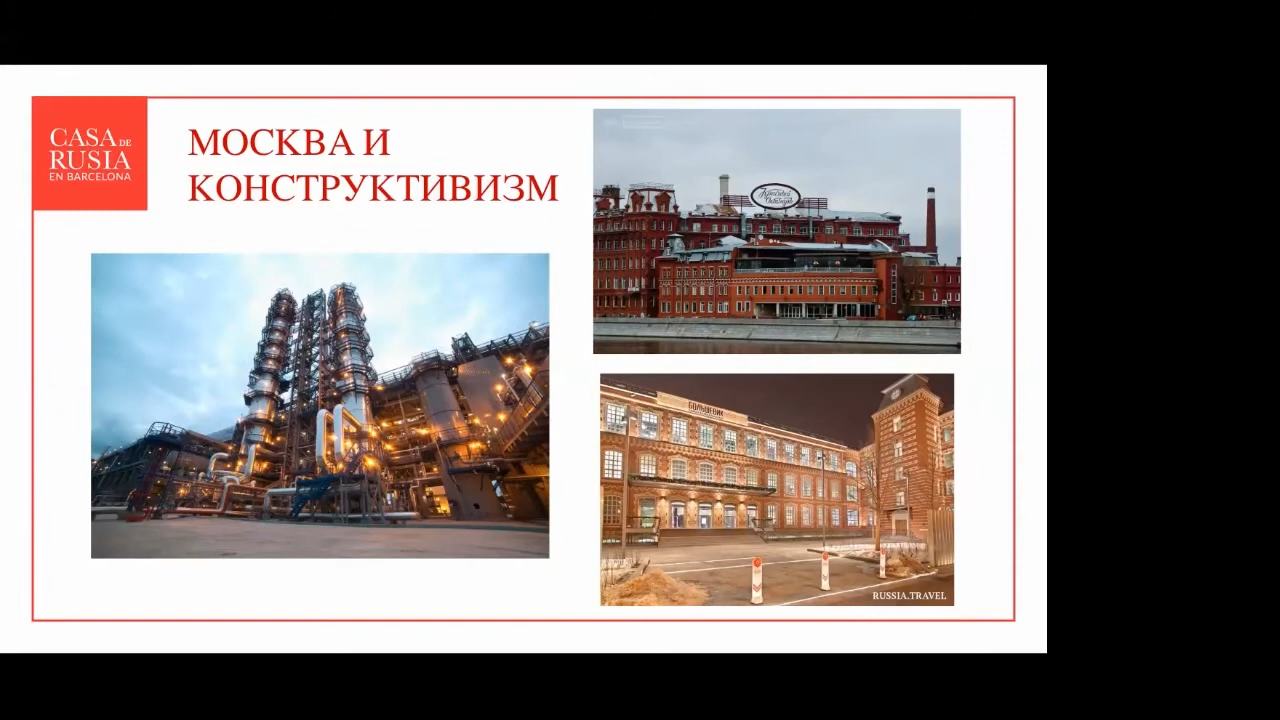 CASA DE
RUSIA
EN BARCELONA
МОСКВА И
КОНСТРУКТИВИЗМ
Красный
Октябрь
БОЛЬШЕВИК
RUSSIA.TRAVEL